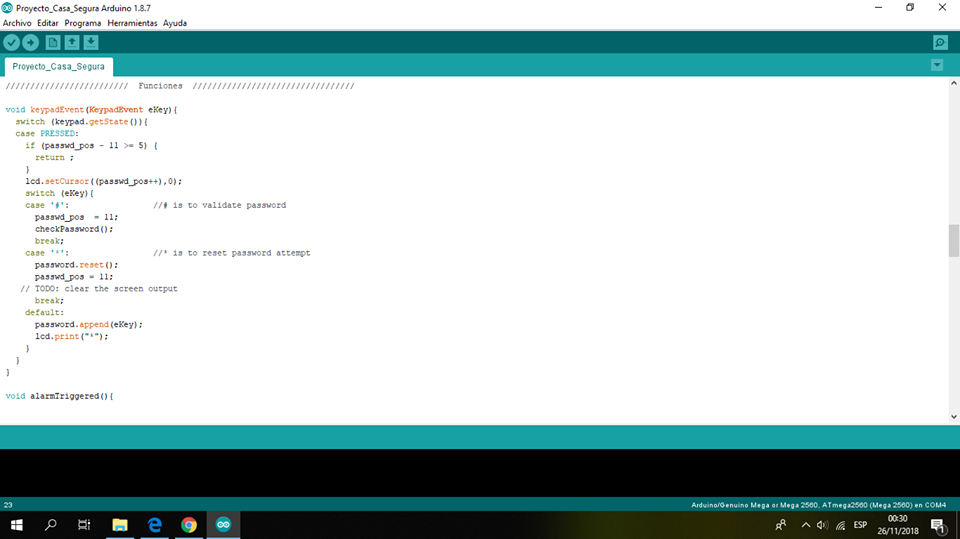 Proyecto_Casa_Segura Arduino 1.8.7
Archivo Editar Programa Herramientas Ayuda
Proyecto_Casa_Segura
///////////////////////// Funciones /////////////////////////////////
void keypadEvent(KeypadEvent eKey){
switch (keypad.getState()){
case PRESSED:
if (passwd_pos - 11 >= 5) {
return ;
}
lcd.setCursor((passwd_pos++),0);
switch (eKey){
case '#': //# is to validate password
passwd_pos = 11;
checkPassword();
break;
case '*': //* is to reset password attempt
password.reset();
passwd_pos = 11;
// TODO: clear the screen output
break;
default:
password.append(eKey);
lcd.print("*");
}
}
}
void alarmTriggered(){
23
Arduino/Genuino Mega or Mega 2560, ATmega2560 (Mega 2560) en COM4
ESP
00:30
26/11/2018
1